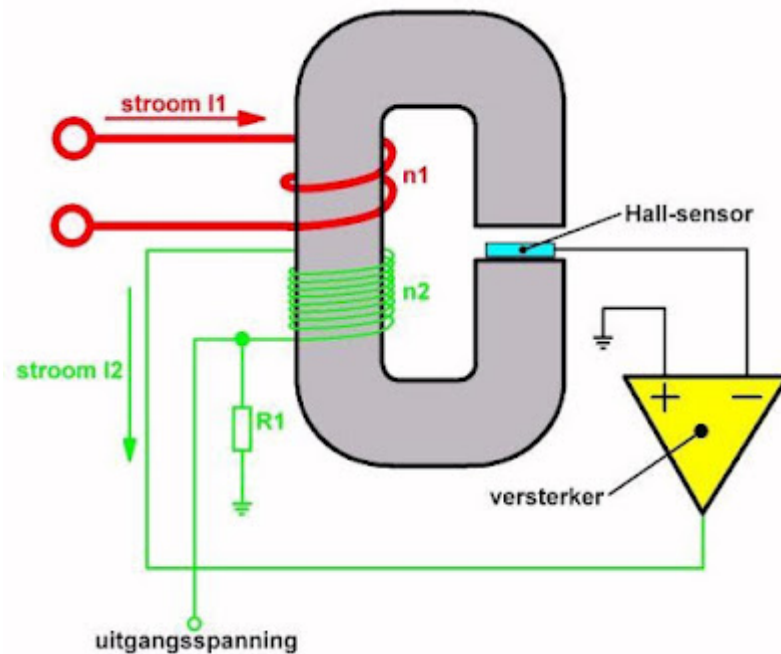 stroom I1
n1
Hall-sensor
n2
stroom I2
R1
+ −
versterker
uitgangsspanning